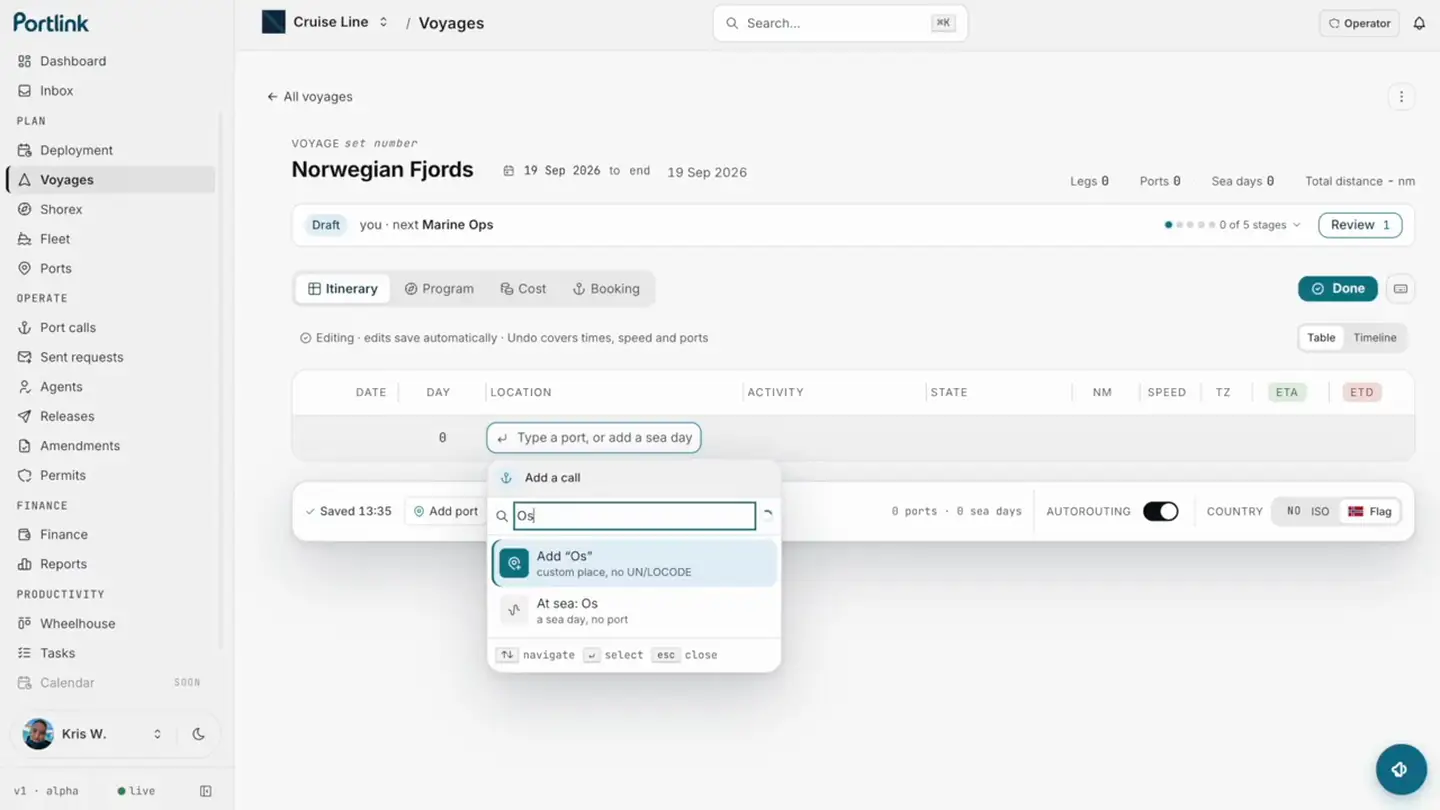 Portlink
Cruise Line / Voyages
Search... ⌘K
Operator
Dashboard
Inbox
PLAN
Deployment
Voyages
Shorex
Fleet
Ports
OPERATE
Port calls
Sent requests
Agents
Releases
Amendments
Permits
FINANCE
Finance
Reports
PRODUCTIVITY
Wheelhouse
Tasks
Calendar SOON
Kris W.
v1 · alpha live
← All voyages
VOYAGE set number
Norwegian Fjords 19 Sep 2026 to end 19 Sep 2026
Legs 0 Ports 0 Sea days 0 Total distance - nm
Draft you · next Marine Ops 0 of 5 stages Review 1
Itinerary Program Cost Booking Done
Editing · edits save automatically · Undo covers times, speed and ports Table Timeline
DATE DAY LOCATION ACTIVITY STATE NM SPEED TZ ETA ETD
0 Type a port, or add a sea day
Add a call
Saved 13:35 Add port Os 0 ports · 0 sea days AUTOROUTING COUNTRY NO ISO Flag
Add “Os”
custom place, no UN/LOCODE
At sea: Os
a sea day, no port
↑↓ navigate ↵ select esc close